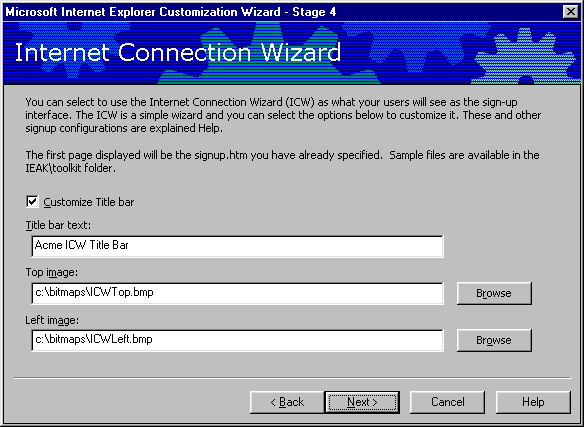 Microsoft Internet Explorer Customization Wizard - Stage 4
Internet Connection Wizard
You can select to use the Internet Connection Wizard (ICW) as what your users will see as the sign-up
interface. The ICW is a simple wizard and you can select the options below to customize it. These and other
signup configurations are explained Help.
The first page displayed will be the signup.htm you have already specified.  Sample files are available in the
IEAK\toolkit folder.
Customize Title bar
Title bar text:
Acme ICW Title Bar
Top image:
c:\bitmaps\ICWTop.bmp
Browse
Left image:
c:\bitmaps\ICWLeft.bmp
Browse
< Back
Next >
Cancel
Help